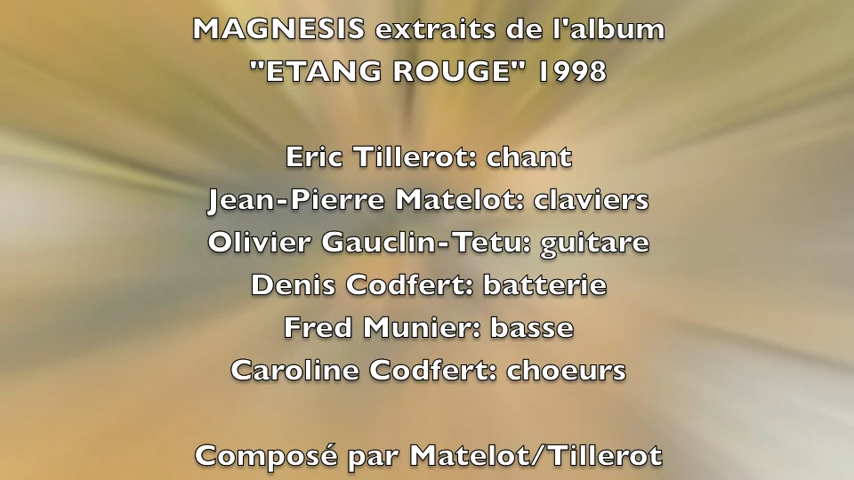 MAGNESIS extraits de l'album
"ETANG ROUGE" 1998
Eric Tillerot: chant
Jean-Pierre Matelot: claviers
Olivier Gauclin-Tetu: guitare
Denis Codfert: batterie
Fred Munier: basse
Caroline Codfert: choeurs
Composé par Matelot/Tillerot